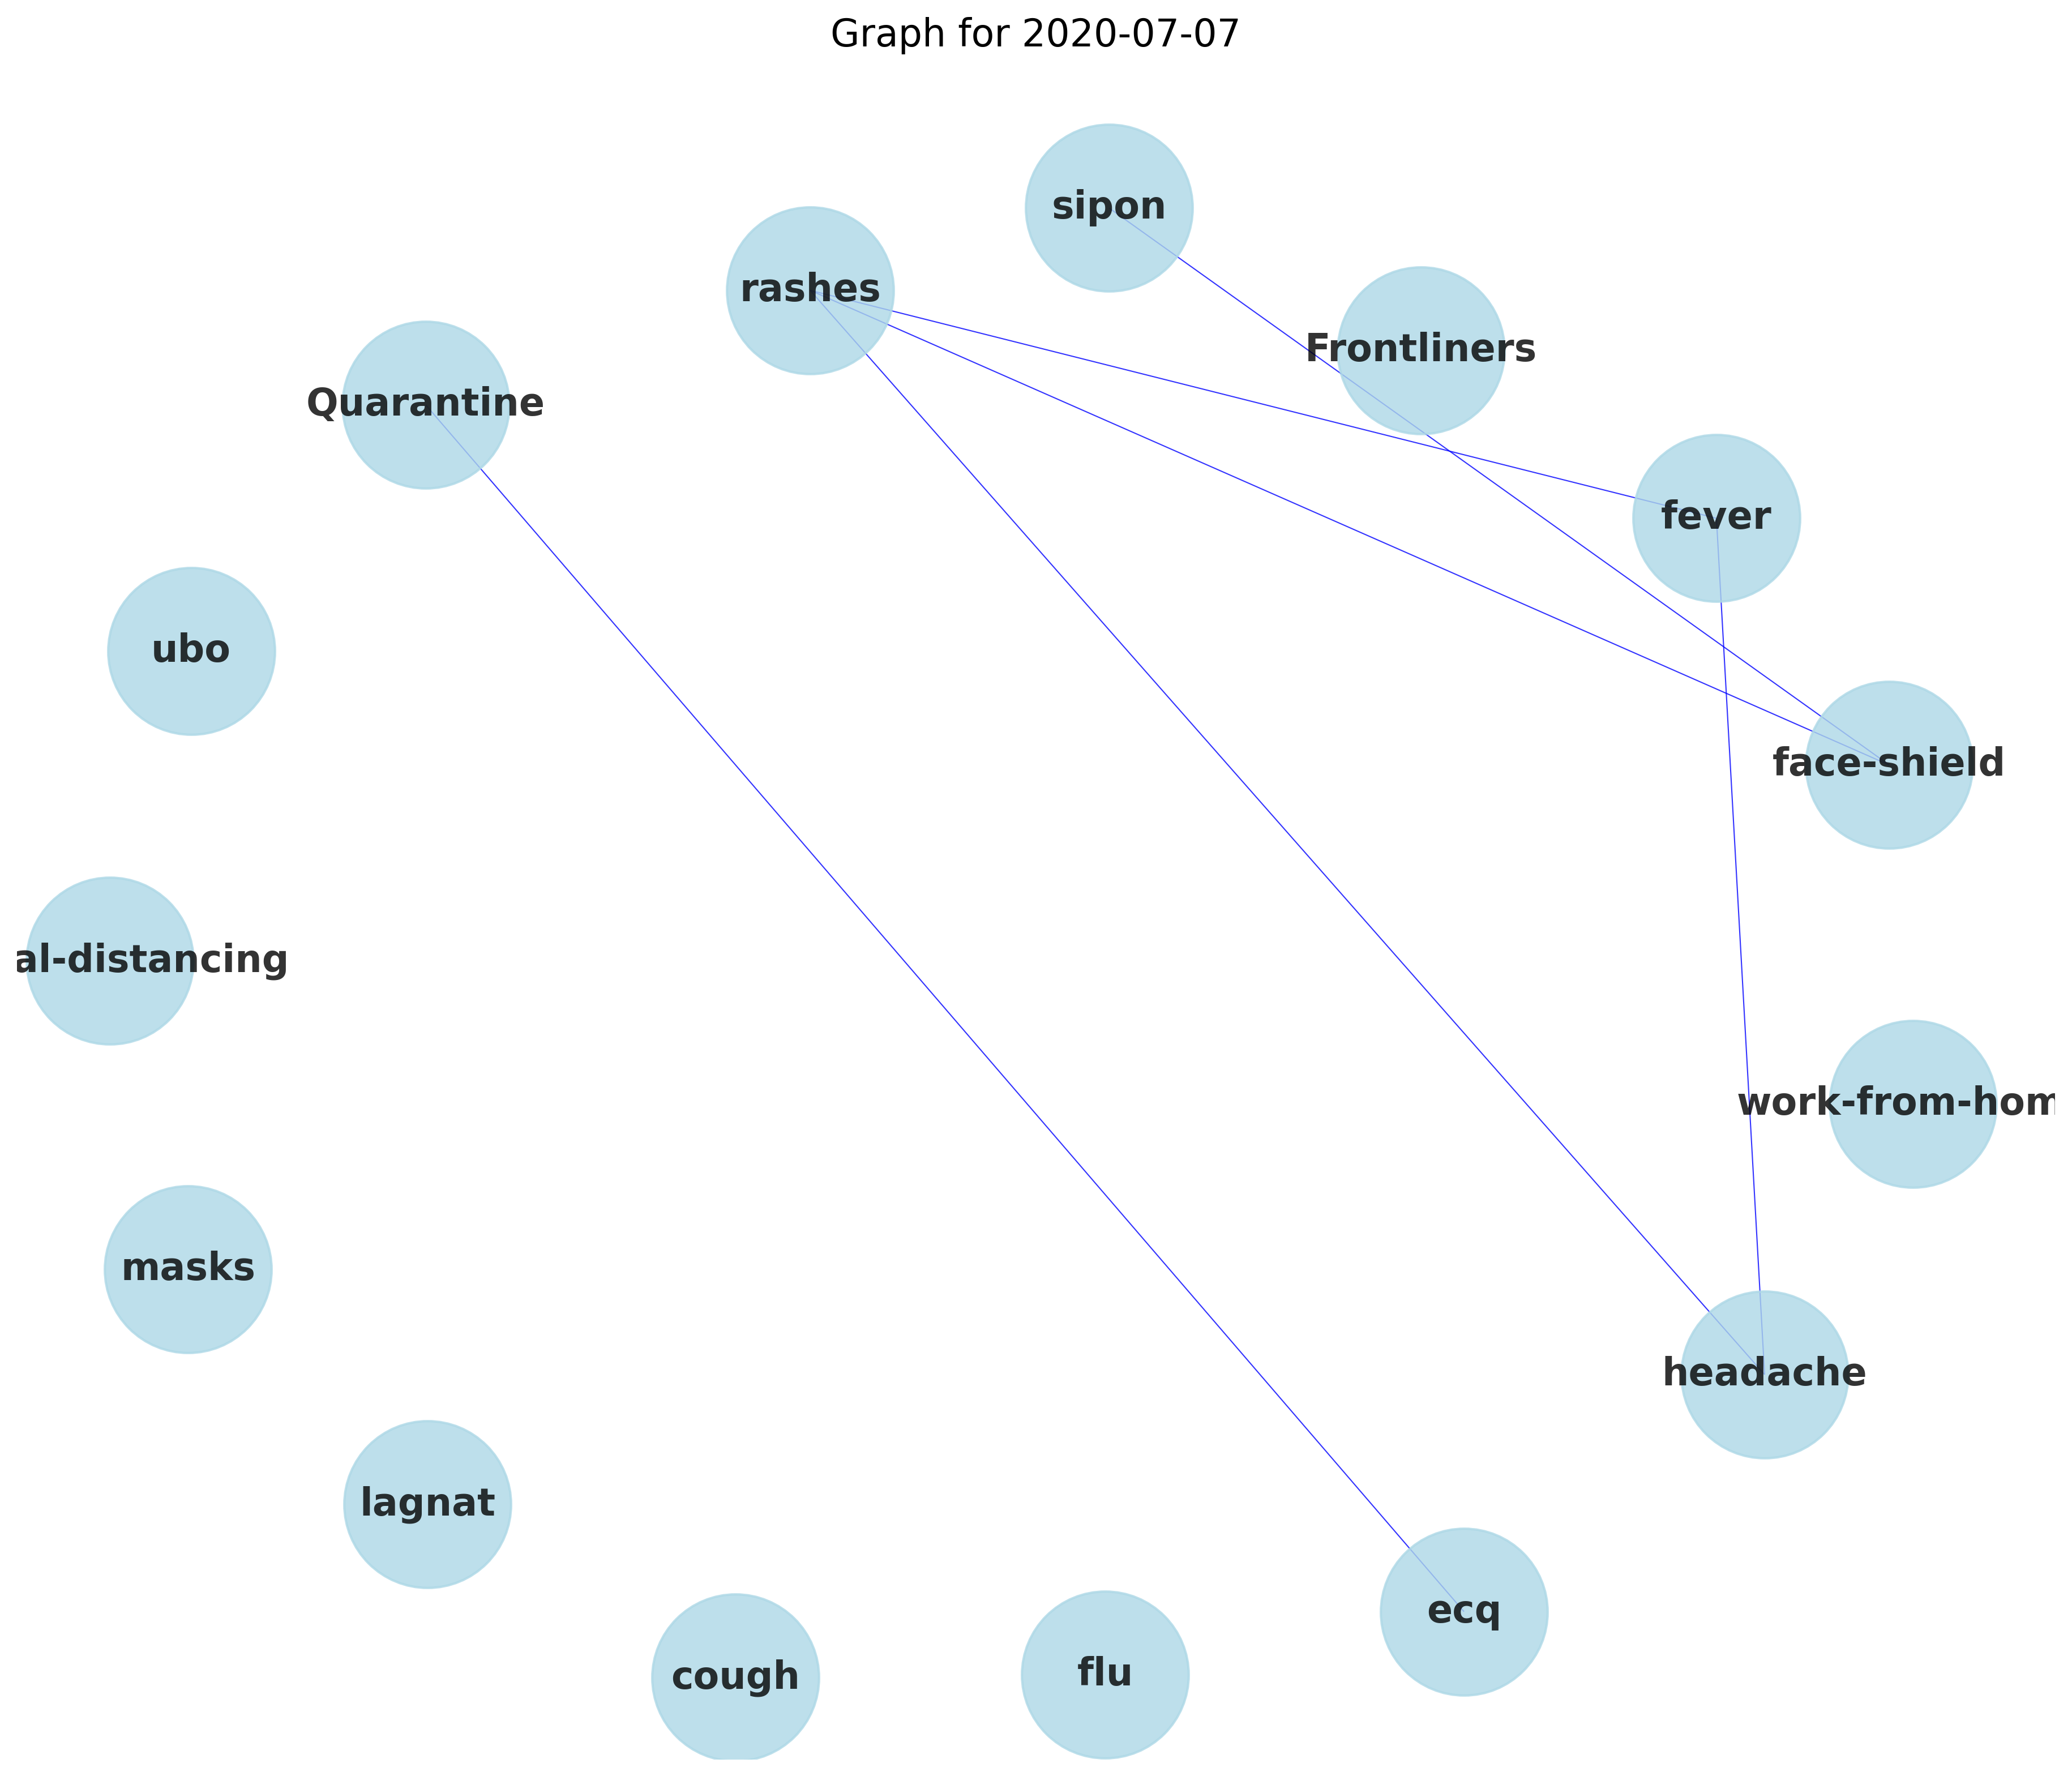 Graph for 2020-07-07
sipon
rashes
Frontliners
Quarantine
fever
ubo
face-shield
al-distancing
work-from-hom
masks
headache
lagnat
ecq
cough
flu